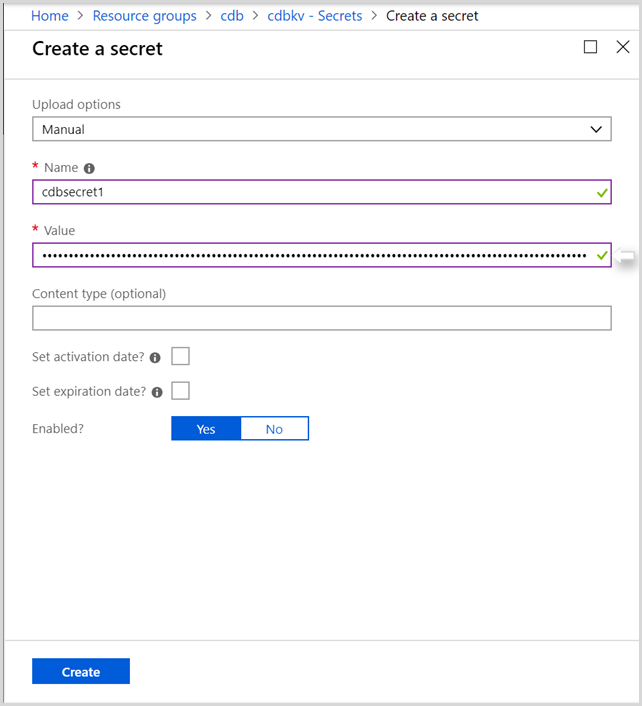 Home > Resource groups > cdb > cdbkv - Secrets > Create a secret
Create a secret
Upload options
Manual
* Name
cdbsecret1
* Value
Content type (optional)
Set activation date?
Set expiration date?
Enabled? Yes No
Create